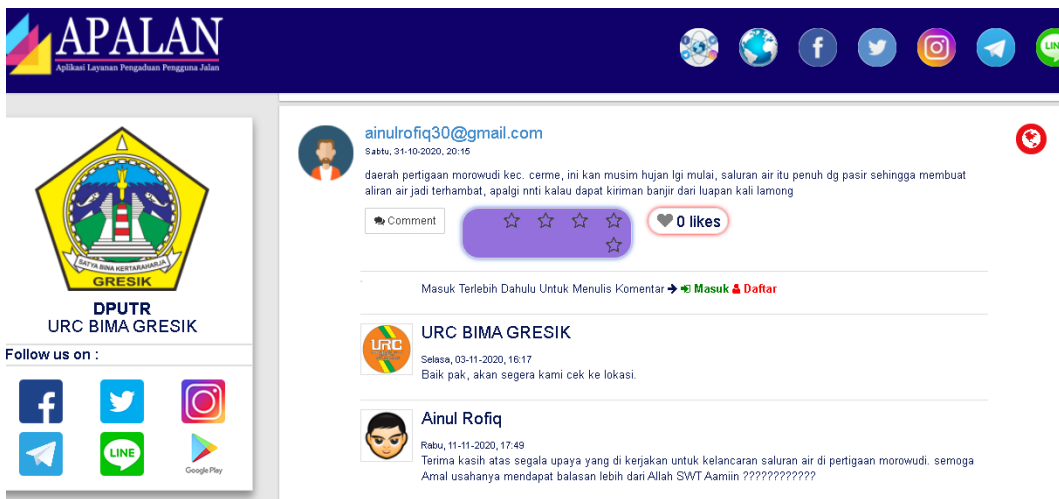 APALAN
Aplikasi Layanan Pengaduan Pengguna Jalan
LINE
SATYA BINA KERTARAHARJA
GRESIK
DPUTR
URC BIMA GRESIK
Follow us on :
LINE
Google Play
ainulrofiq30@gmail.com
Sabtu, 31-10-2020, 20:15
daerah pertigaan morowudi kec. cerme, ini kan musim hujan lgi mulai, saluran air itu penuh dg pasir sehingga membuat
aliran air jadi terhambat, apalgi nnti kalau dapat kiriman banjir dari luapan kali lamong
Comment
0 likes
Masuk Terlebih Dahulu Untuk Menulis Komentar Masuk Daftar
URC
URC BIMA GRESIK
Selasa, 03-11-2020, 16:17
Baik pak, akan segera kami cek ke lokasi.
Ainul Rofiq
Rabu, 11-11-2020, 17:49
Terima kasih atas segala upaya yang di kerjakan untuk kelancaran saluran air di pertigaan morowudi. semoga
Amal usahanya mendapat balasan lebih dari Allah SWT Aamiin ????????????